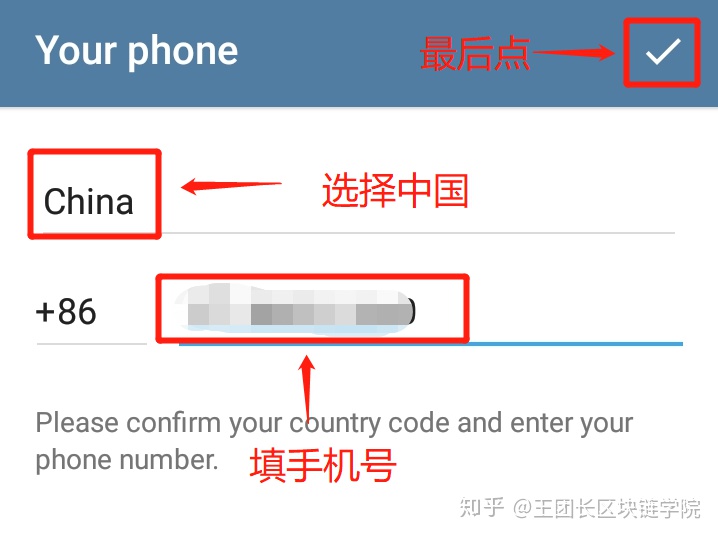 Your phone
最后点
China
选择中国
+86
Please confirm your country code and enter your
phone number.
填手机号
知乎 @王团长区块链学院